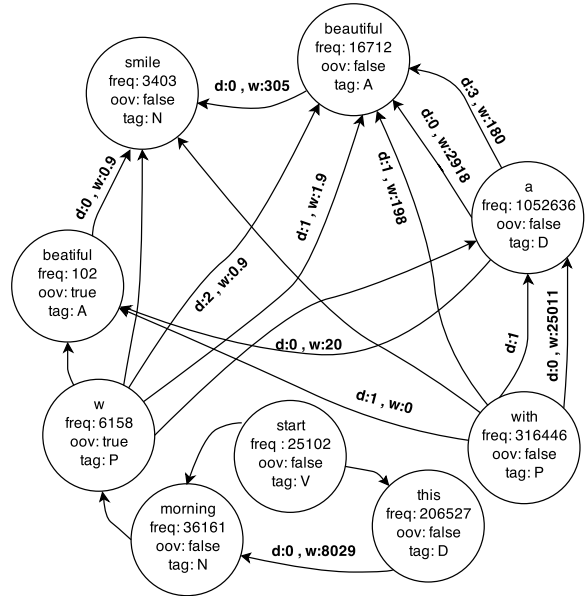 beautiful
freq: 16712
oov: false
tag: A
smile
freq: 3403
oov: false
tag: N
d:0 , w:305
d:3, w:180
d:0 , w:2918
d:1 , w:198
d:1 , w:1.9
d:0 , w:0.9
a
freq: 1052636
oov: false
tag: D
beatiful
freq: 102
oov: true
tag: A
d:2 , w:0.9
d:0 , w:20
d:1
d:0 , w:25011
d:1 , w:0
w
freq: 6158
oov: true
tag: P
start
freq : 25102
oov: false
tag: V
with
freq: 316446
oov: false
tag: P
morning
freq: 36161
oov: false
tag: N
this
freq: 206527
oov: false
tag: D
d:0 , w:8029